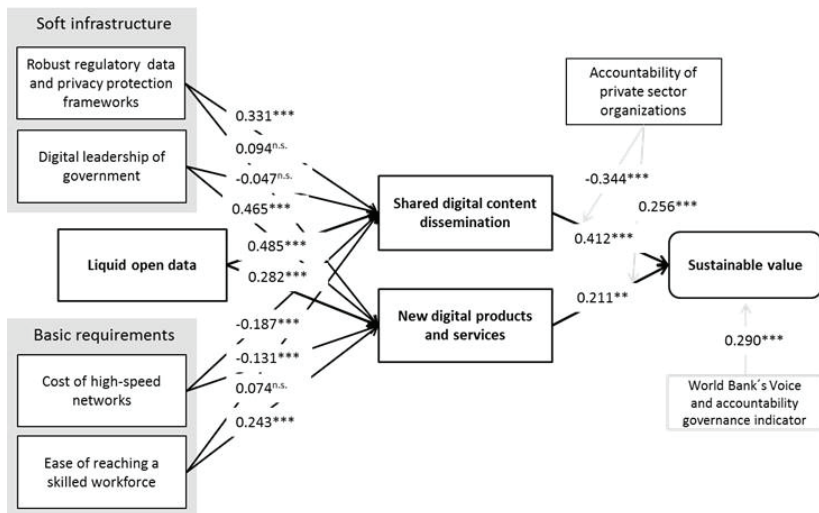 Soft infrastructure
Robust regulatory data
and privacy protection
frameworks
Digital leadership of
government
Liquid open data
Basic requirements
Cost of high-speed
networks
Ease of reaching a
skilled workforce
0.331***
0.094n.s.
-0.047n.s.
0.465***
0.485***
0.282***
-0.187***
-0.131***
0.074n.s.
0.243***
Shared digital content
dissemination
New digital products
and services
Accountability of
private sector
organizations
-0.344***
0.256***
0.412***
0.211**
Sustainable value
0.290***
World Bank´s Voice
and accountability
governance indicator